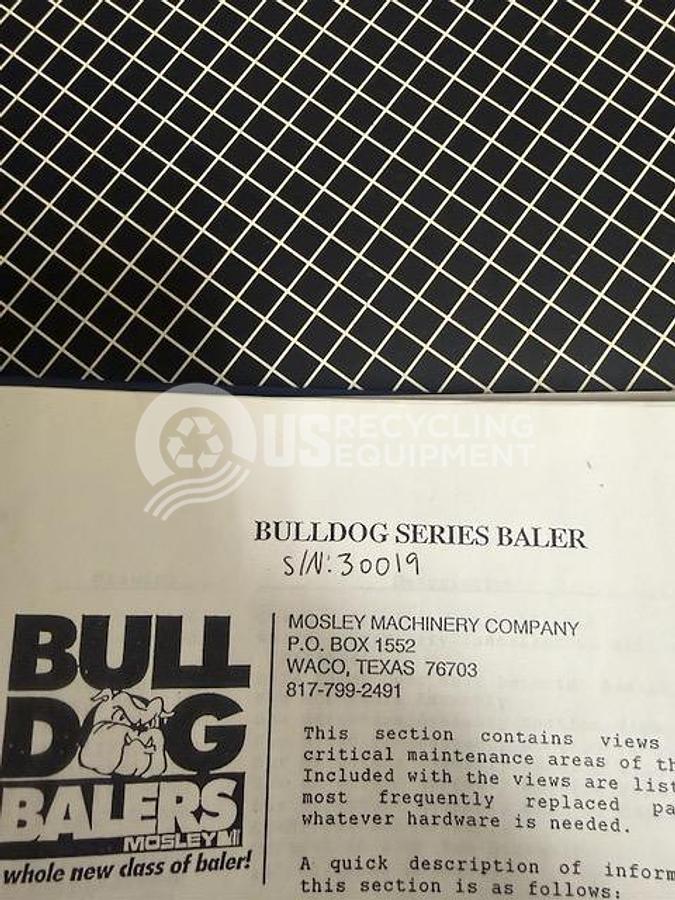 US RECYCLING
EQUIPMENT
BULLDOG SERIES BALER
S/N: 30019
BULL
DOG
BALERS
MOSLEY
whole new class of baler!
MOSLEY MACHINERY COMPANY
P.O. BOX 1552
WACO, TEXAS 76703
817-799-2491
This section contains views
critical maintenance areas of
Included with the views are
most frequently replaced
whatever hardware is needed.
A quick description of
this section is as follows: